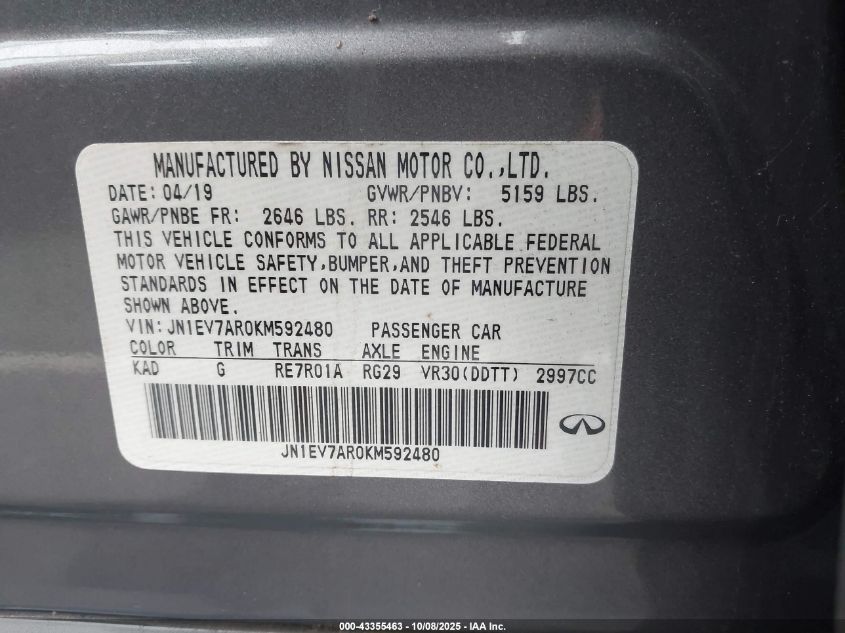 MANUFACTURED BY NISSAN MOTOR CO.,LTD.
DATE: 04/19 GVWR/PNBV: 5159 LBS.
GAWR/PNBE FR: 2646 LBS. RR: 2546 LBS.
THIS VEHICLE CONFORMS TO ALL APPLICABLE FEDERAL
MOTOR VEHICLE SAFETY,BUMPER,AND THEFT PREVENTION
STANDARDS IN EFFECT ON THE DATE OF MANUFACTURE
SHOWN ABOVE.
VIN: JN1EV7AR0KM592480 PASSENGER CAR
COLOR TRIM TRANS AXLE ENGINE
KAD G RE7R01A RG29 VR30(DDTT) 2997CC
JN1EV7AR0KM592480
000-43355463 - 10/08/2025 - IAA Inc.